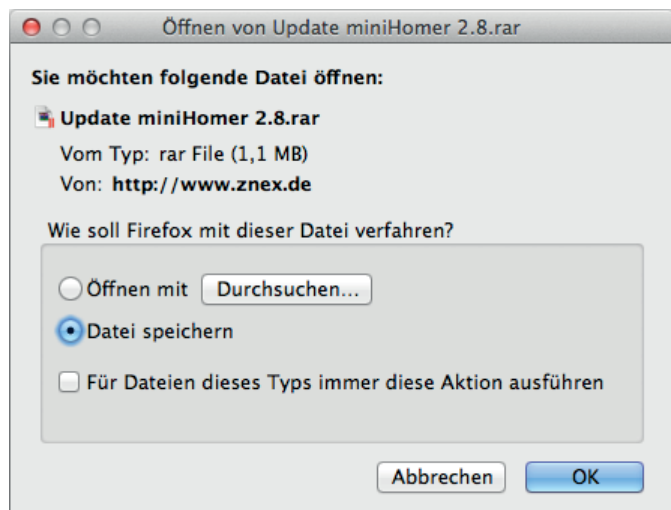 Öffnen von Update miniHomer 2.8.rar
Sie möchten folgende Datei öffnen:
Update miniHomer 2.8.rar
Vom Typ: rar File (1,1 MB)
Von: http://www.znex.de
Wie soll Firefox mit dieser Datei verfahren?
Öffnen mit Durchsuchen...
Datei speichern
Für Dateien dieses Typs immer diese Aktion ausführen
Abbrechen OK